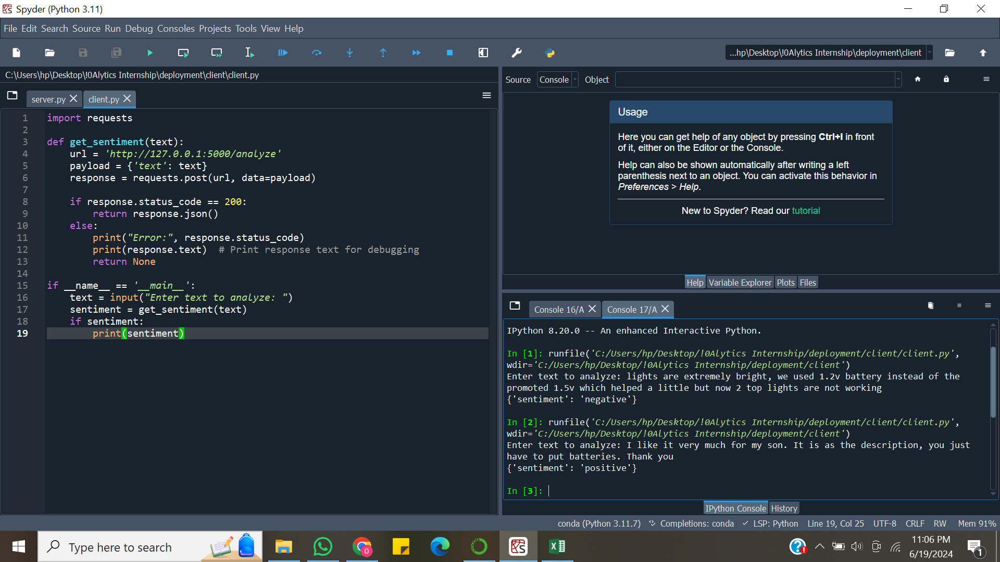 Spyder (Python 3.11)
File Edit Search Source Run Debug Consoles Projects Tools View Help
...hp\Desktop\!0Alytics Internship\deployment\client
C:\Users\hp\Desktop\!0Alytics Internship\deployment\client\client.py
server.py
client.py
1 import requests
2
3 def get_sentiment(text):
4     url = 'http://127.0.0.1:5000/analyze'
5     payload = {'text': text}
6     response = requests.post(url, data=payload)
7
8     if response.status_code == 200:
9         return response.json()
10     else:
11         print("Error:", response.status_code)
12         print(response.text)  # Print response text for debugging
13         return None
14
15 if __name__ == '__main__':
16     text = input("Enter text to analyze: ")
17     sentiment = get_sentiment(text)
18     if sentiment:
19         print(sentiment)
Source Console Object
Usage
Here you can get help of any object by pressing Ctrl+I in front
of it, either on the Editor or the Console.
Help can also be shown automatically after writing a left
parenthesis next to an object. You can activate this behavior in
Preferences > Help.
New to Spyder? Read our tutorial
Help Variable Explorer Plots Files
Console 16/A Console 17/A
IPython 8.20.0 -- An enhanced Interactive Python.
In [1]: runfile('C:/Users/hp/Desktop/!0Alytics Internship/deployment/client/client.py',
wdir='C:/Users/hp/Desktop/!0Alytics Internship/deployment/client')
Enter text to analyze: lights are extremely bright, we used 1.2v battery instead of the
promoted 1.5v which helped a little but now 2 top lights are not working
{'sentiment': 'negative'}
In [2]: runfile('C:/Users/hp/Desktop/!0Alytics Internship/deployment/client/client.py',
wdir='C:/Users/hp/Desktop/!0Alytics Internship/deployment/client')
Enter text to analyze: I like it very much for my son. It is as the description, you just
have to put batteries. Thank you
{'sentiment': 'positive'}
In [3]:
IPython Console History
conda (Python 3.11.7) Completions: conda LSP: Python Line 19, Col 25 UTF-8 CRLF RW Mem 91%
Type here to search
11:06 PM
6/19/2024
1